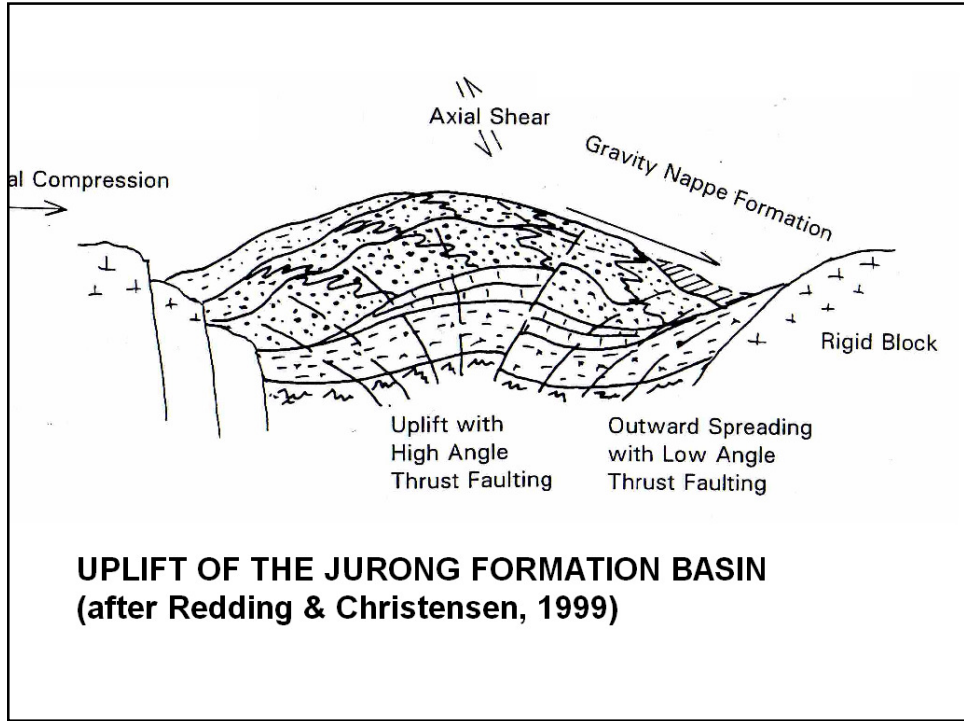 Axial Shear
Gravity Nappe Formation
al Compression
Rigid Block
Uplift with
High Angle
Thrust Faulting
Outward Spreading
with Low Angle
Thrust Faulting
UPLIFT OF THE JURONG FORMATION BASIN
(after Redding & Christensen, 1999)